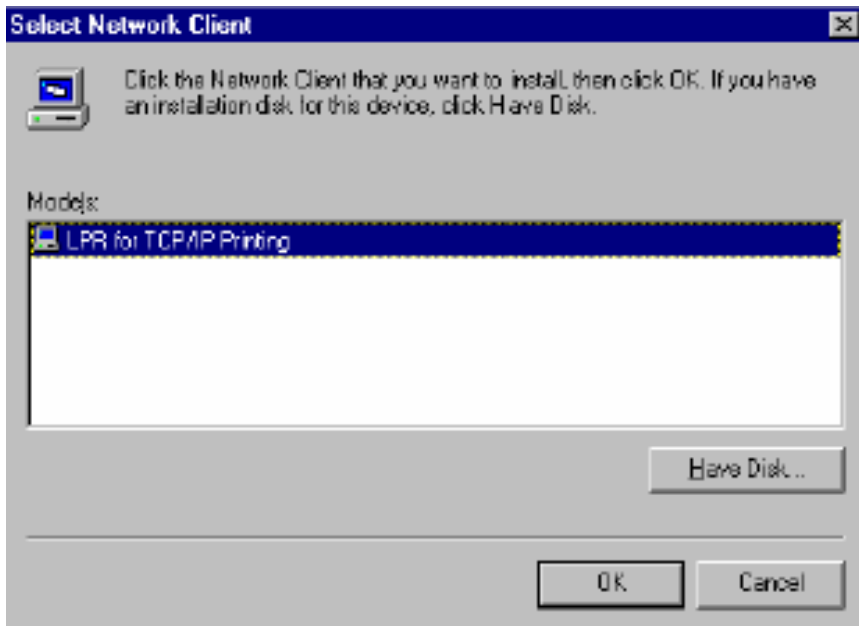 Select Network Client
Click the Network Client that you want to install, then click OK. If you have
an installation disk for this device, click Have Disk.
Models:
LPR for TCP/IP Printing
Have Disk...
OK
Cancel